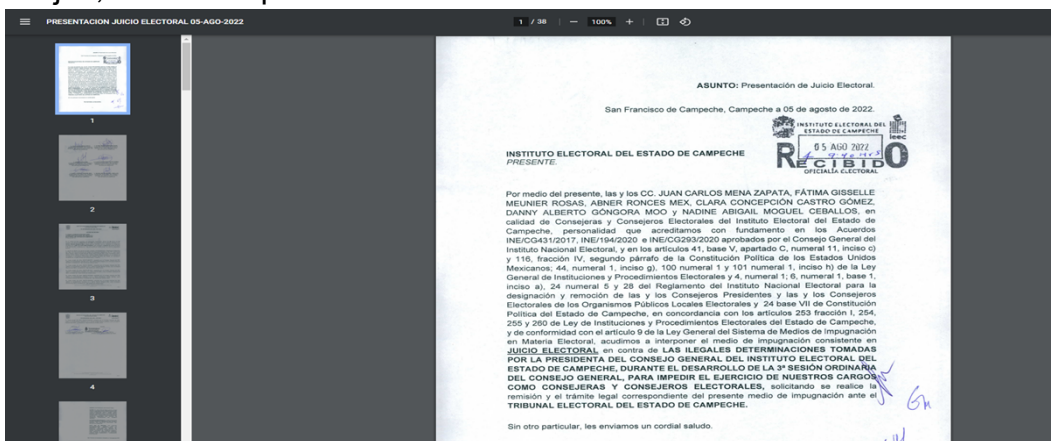 PRESENTACION JUICIO ELECTORAL 05-AGO-2022
1 / 38
100%
1
2
3
4
ASUNTO: Presentación de Juicio Electoral.
San Francisco de Campeche, Campeche a 05 de agosto de 2022.
INSTITUTO ELECTORAL DEL
ESTADO DE CAMPECHE
ieec
05 AGO 2022
RECIBIDO
OFICIALÍA ELECTORAL
INSTITUTO ELECTORAL DEL ESTADO DE CAMPECHE
PRESENTE.
Por medio del presente, las y los CC. JUAN CARLOS MENA ZAPATA, FÁTIMA GISSELLE
MEUNIER ROSAS, ABNER RONCES MEX, CLARA CONCEPCIÓN CASTRO GÓMEZ,
DANNY ALBERTO GÓNGORA MOO y NADINE ABIGAIL MOGUEL CEBALLOS, en
calidad de Consejeras y Consejeros Electorales del Instituto Electoral del Estado de
Campeche, personalidad que acreditamos con fundamento en los Acuerdos
INE/CG431/2017, INE/194/2020 e INE/CG293/2020 aprobados por el Consejo General del
Instituto Nacional Electoral, y en los artículos 41, base V, apartado C, numeral 11, inciso c)
y 116, fracción IV, segundo párrafo de la Constitución Política de los Estados Unidos
Mexicanos; 44, numeral 1, inciso g), 100 numeral 1 y 101 numeral 1, inciso h) de la Ley
General de Instituciones y Procedimientos Electorales y 4, numeral 1; 6, numeral 1, base 1,
inciso a), 24 numeral 5 y 28 del Reglamento del Instituto Nacional Electoral para la
designación y remoción de las y los Consejeros Presidentes y las y los Consejeros
Electorales de los Organismos Públicos Locales Electorales y 24 base VII de Constitución
Política del Estado de Campeche, en concordancia con los artículos 253 fracción I, 254,
255 y 260 de Ley de Instituciones y Procedimientos Electorales del Estado de Campeche,
y de conformidad con el artículo 9 de la Ley General del Sistema de Medios de Impugnación
en Materia Electoral, acudimos a interponer el medio de impugnación consistente en
JUICIO ELECTORAL en contra de LAS ILEGALES DETERMINACIONES TOMADAS
POR LA PRESIDENTA DEL CONSEJO GENERAL DEL INSTITUTO ELECTORAL DEL
ESTADO DE CAMPECHE, DURANTE EL DESARROLLO DE LA 3ª SESIÓN ORDINARIA
DEL CONSEJO GENERAL, PARA IMPEDIR EL EJERCICIO DE NUESTROS CARGOS
COMO CONSEJERAS Y CONSEJEROS ELECTORALES, solicitando se realice la
remisión y el trámite legal correspondiente del presente medio de impugnación ante el
TRIBUNAL ELECTORAL DEL ESTADO DE CAMPECHE.
Sin otro particular, les enviamos un cordial saludo.